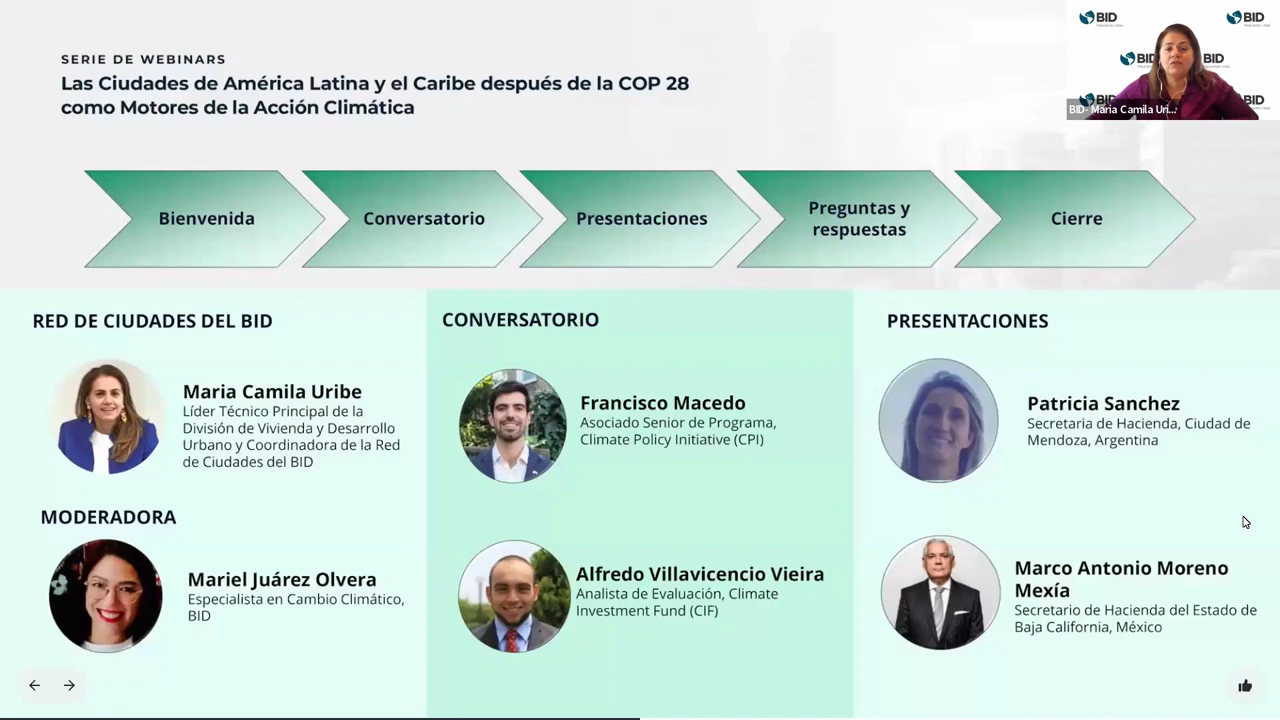 SERIE DE WEBINARS
Las Ciudades de América Latina y el Caribe después de la COP 28
como Motores de la Acción Climática
BID
BID
BID
BID
BID
BID
BID- Maria Camila Uri...
Bienvenida
Conversatorio
Presentaciones
Preguntas y
respuestas
Cierre
RED DE CIUDADES DEL BID
Maria Camila Uribe
Líder Técnico Principal de la
División de Vivienda y Desarrollo
Urbano y Coordinadora de la Red
de Ciudades del BID
MODERADORA
Mariel Juárez Olvera
Especialista en Cambio Climático,
BID
CONVERSATORIO
Francisco Macedo
Asociado Senior de Programa,
Climate Policy Initiative (CPI)
Alfredo Villavicencio Vieira
Analista de Evaluación, Climate
Investment Fund (CIF)
PRESENTACIONES
Patricia Sanchez
Secretaria de Hacienda, Ciudad de
Mendoza, Argentina
Marco Antonio Moreno
Mexía
Secretario de Hacienda del Estado de
Baja California, México